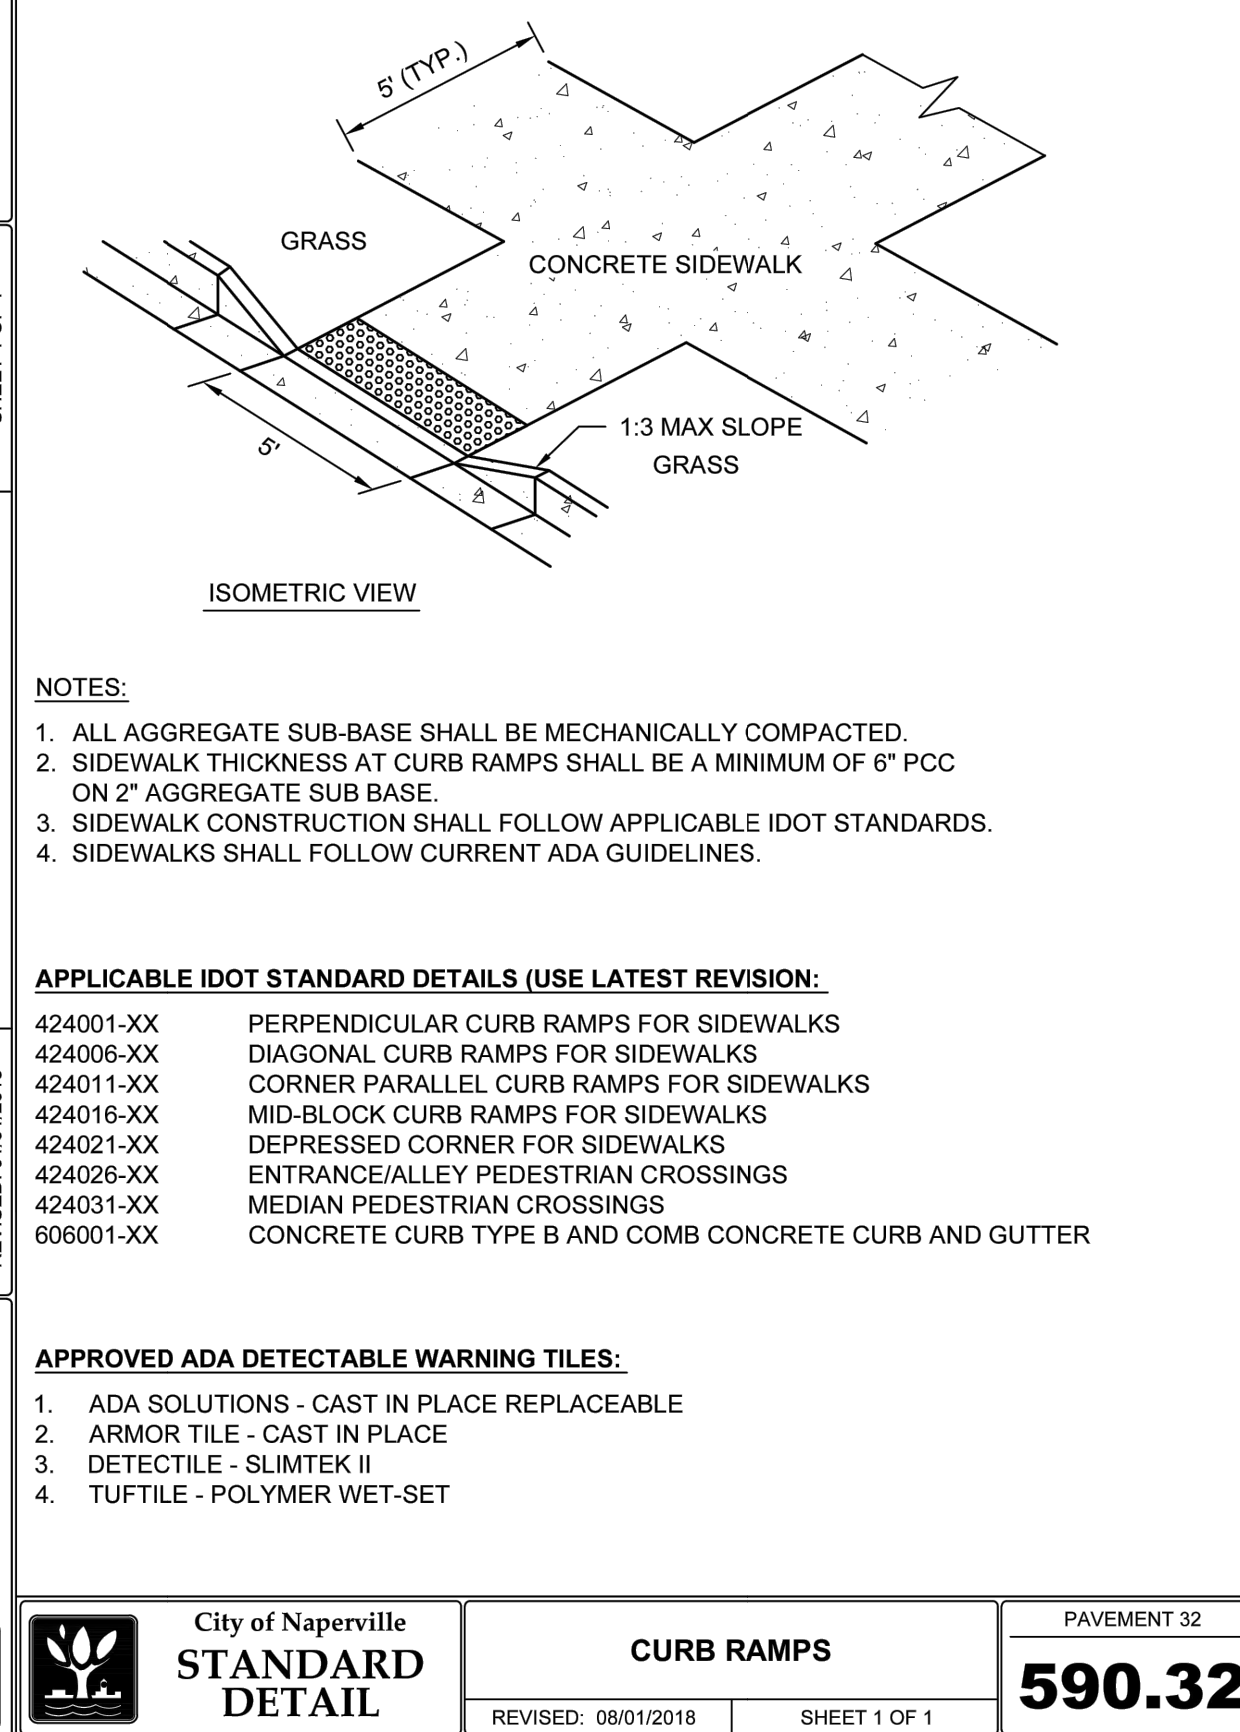 5' (TYP.)
GRASS
CONCRETE SIDEWALK
5'
1:3 MAX SLOPE
GRASS
ISOMETRIC VIEW
NOTES:
1. ALL AGGREGATE SUB-BASE SHALL BE MECHANICALLY COMPACTED.
2. SIDEWALK THICKNESS AT CURB RAMPS SHALL BE A MINIMUM OF 6" PCC
ON 2" AGGREGATE SUB BASE.
3. SIDEWALK CONSTRUCTION SHALL FOLLOW APPLICABLE IDOT STANDARDS.
4. SIDEWALKS SHALL FOLLOW CURRENT ADA GUIDELINES.
APPLICABLE IDOT STANDARD DETAILS (USE LATEST REVISION:
424001-XX PERPENDICULAR CURB RAMPS FOR SIDEWALKS
424006-XX DIAGONAL CURB RAMPS FOR SIDEWALKS
424011-XX CORNER PARALLEL CURB RAMPS FOR SIDEWALKS
424016-XX MID-BLOCK CURB RAMPS FOR SIDEWALKS
424021-XX DEPRESSED CORNER FOR SIDEWALKS
424026-XX ENTRANCE/ALLEY PEDESTRIAN CROSSINGS
424031-XX MEDIAN PEDESTRIAN CROSSINGS
606001-XX CONCRETE CURB TYPE B AND COMB CONCRETE CURB AND GUTTER
APPROVED ADA DETECTABLE WARNING TILES:
1. ADA SOLUTIONS - CAST IN PLACE REPLACEABLE
2. ARMOR TILE - CAST IN PLACE
3. DETECTILE - SLIMTEK II
4. TUFTILE - POLYMER WET-SET
City of Naperville
STANDARD
DETAIL
CURB RAMPS
REVISED: 08/01/2018
SHEET 1 OF 1
PAVEMENT 32
590.32